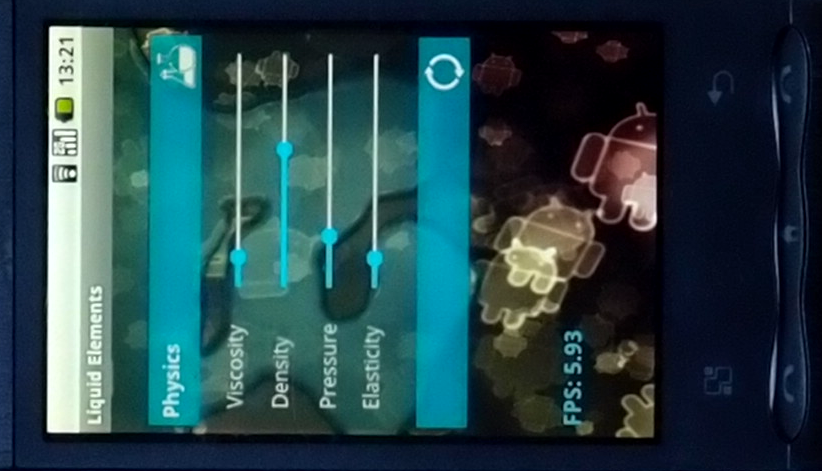 13:21
Liquid Elements
Physics
Viscosity
Density
Pressure
Elasticity
FPS: 5.93